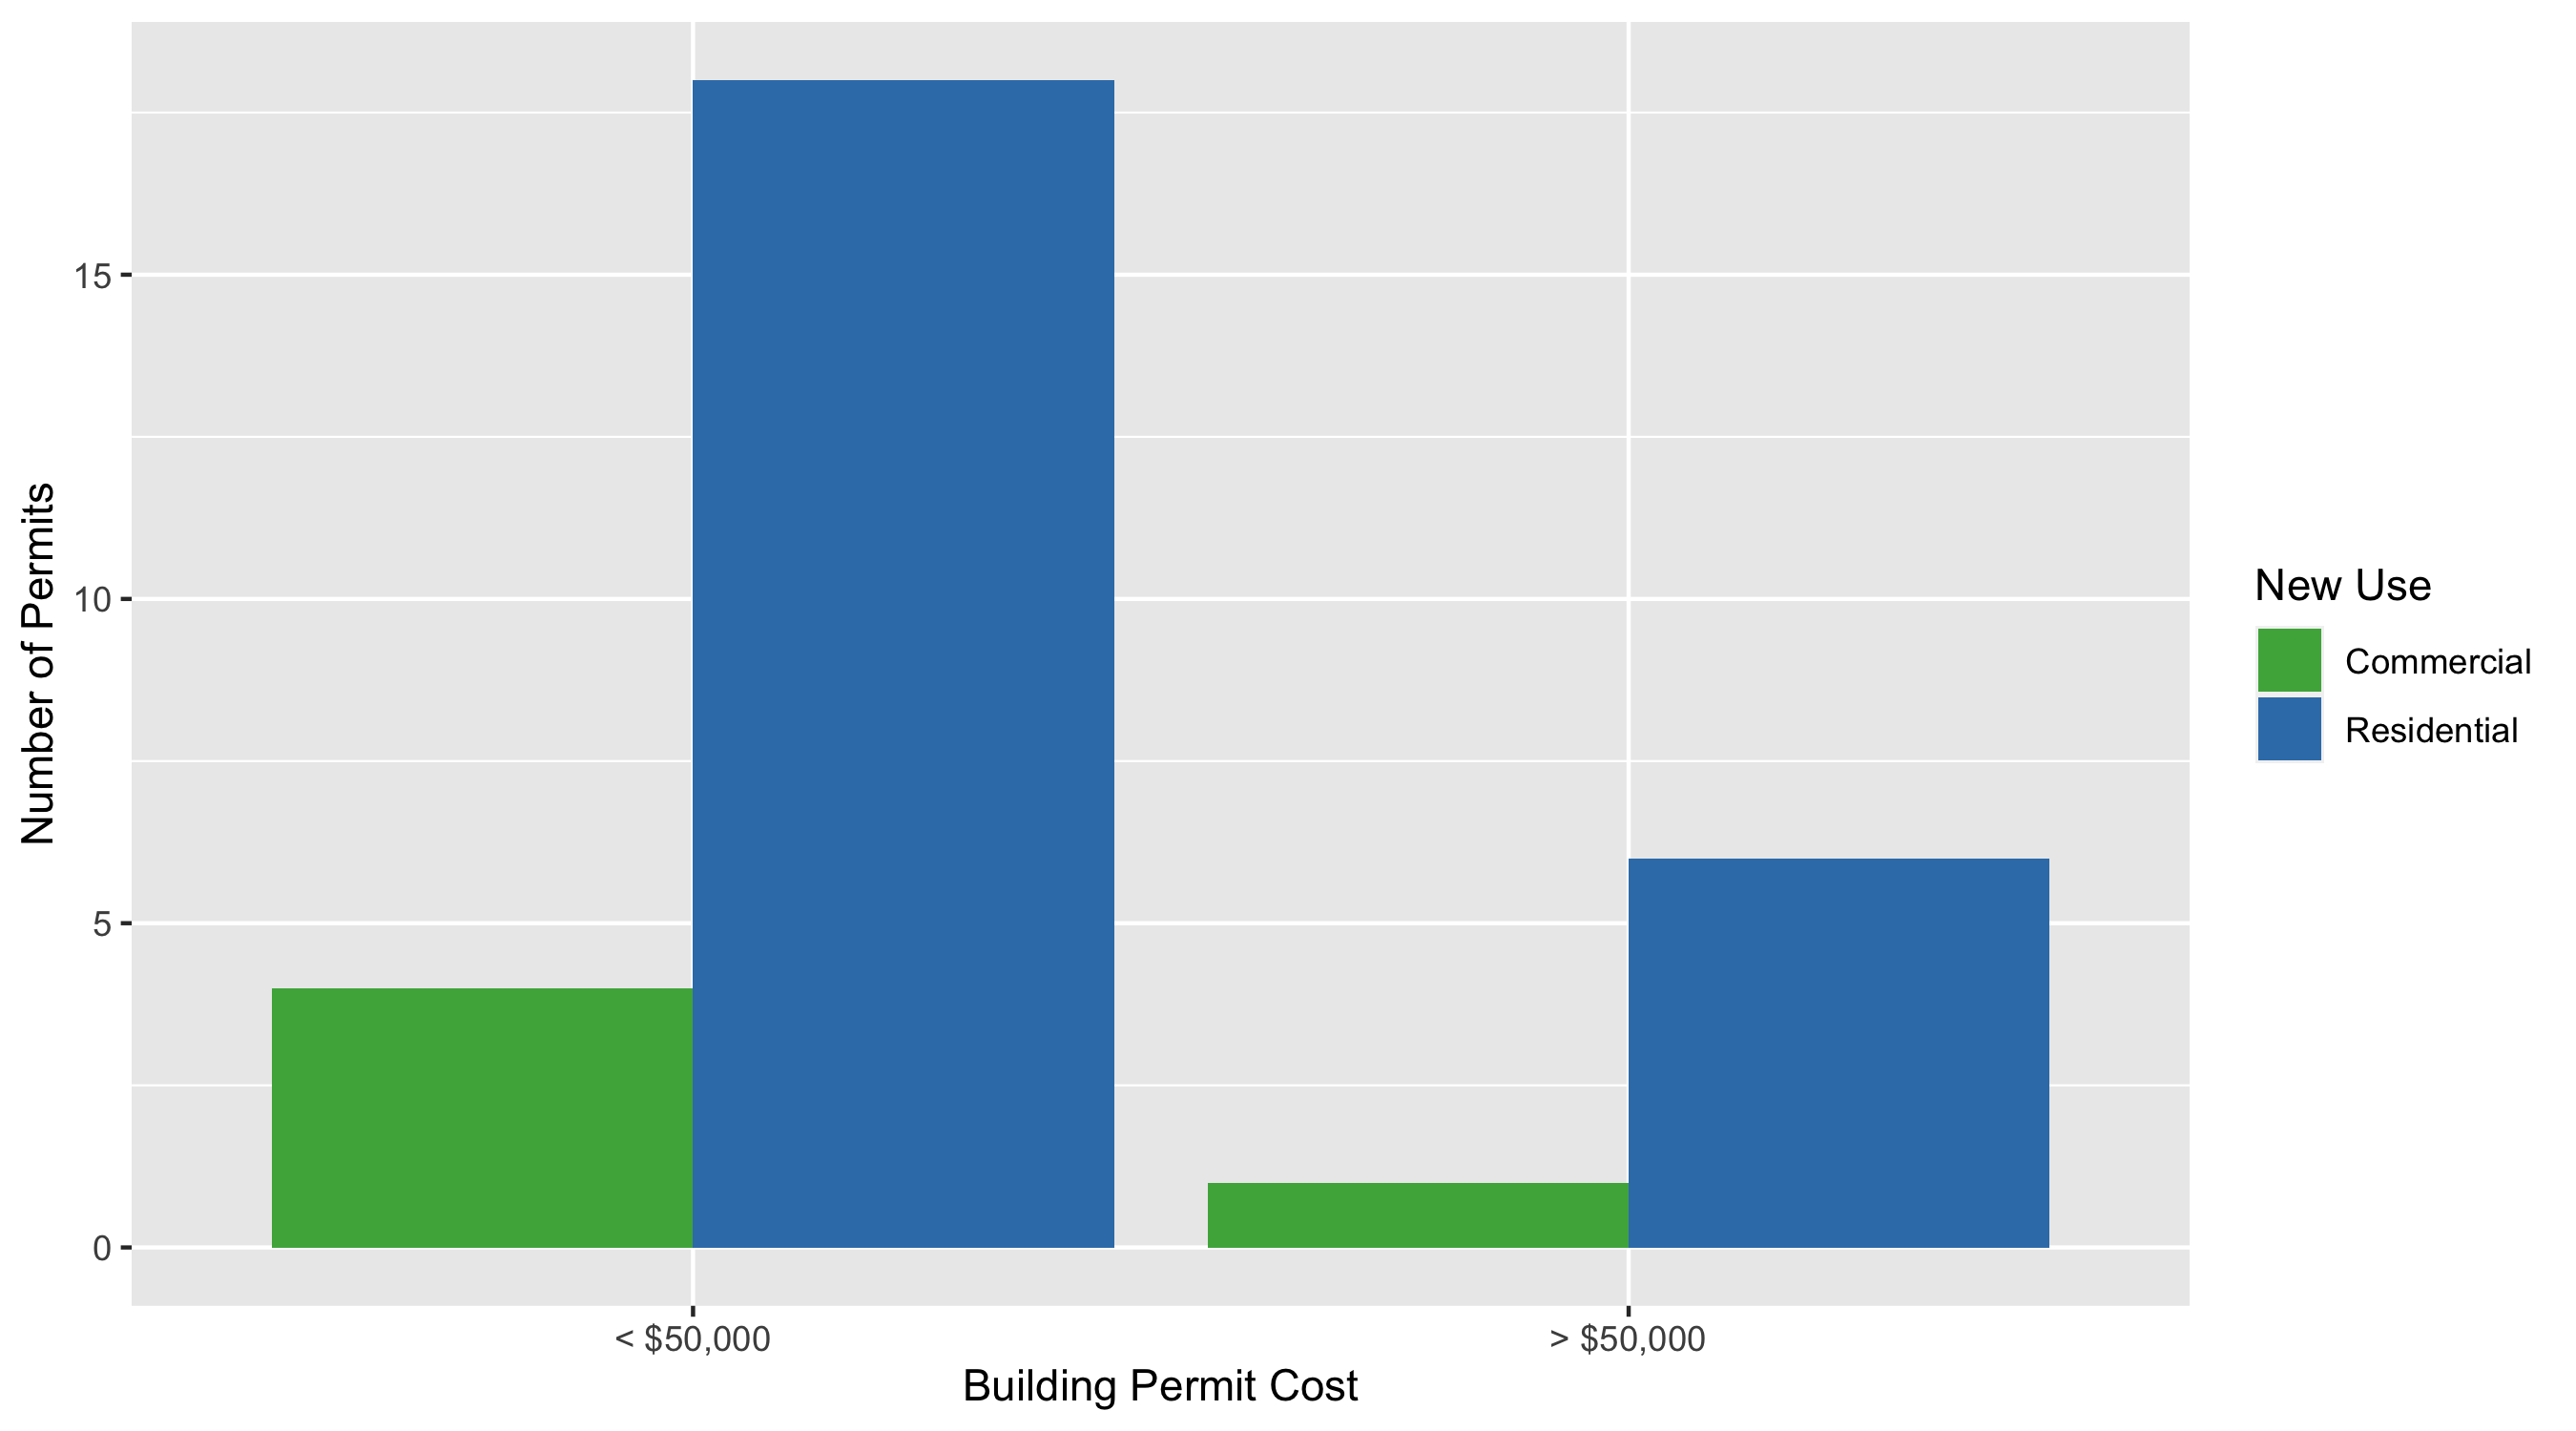 Number of Permits
15
10
5
0
< $50,000
> $50,000
Building Permit Cost
New Use
Commercial
Residential